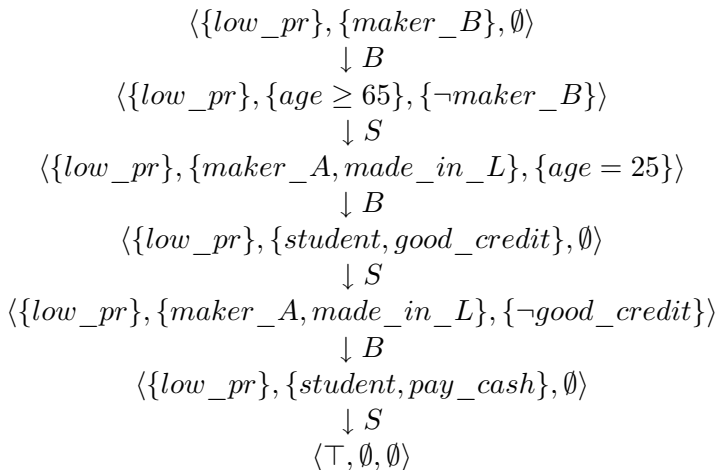 ⟨{low_pr}, {maker_B}, ∅⟩
↓ B
⟨{low_pr}, {age ≥ 65}, {¬maker_B}⟩
↓ S
⟨{low_pr}, {maker_A, made_in_L}, {age = 25}⟩
↓ B
⟨{low_pr}, {student, good_credit}, ∅⟩
↓ S
⟨{low_pr}, {maker_A, made_in_L}, {¬good_credit}⟩
↓ B
⟨{low_pr}, {student, pay_cash}, ∅⟩
↓ S
⟨⊤, ∅, ∅⟩